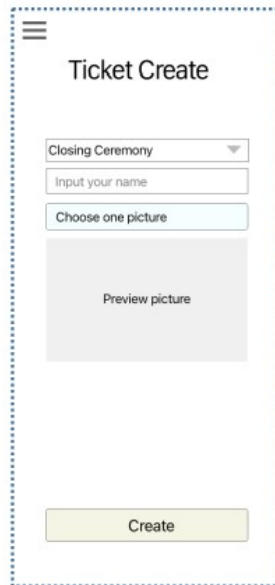 Ticket Create
Closing Ceremony
Input your name
Choose one picture
Preview picture
Create